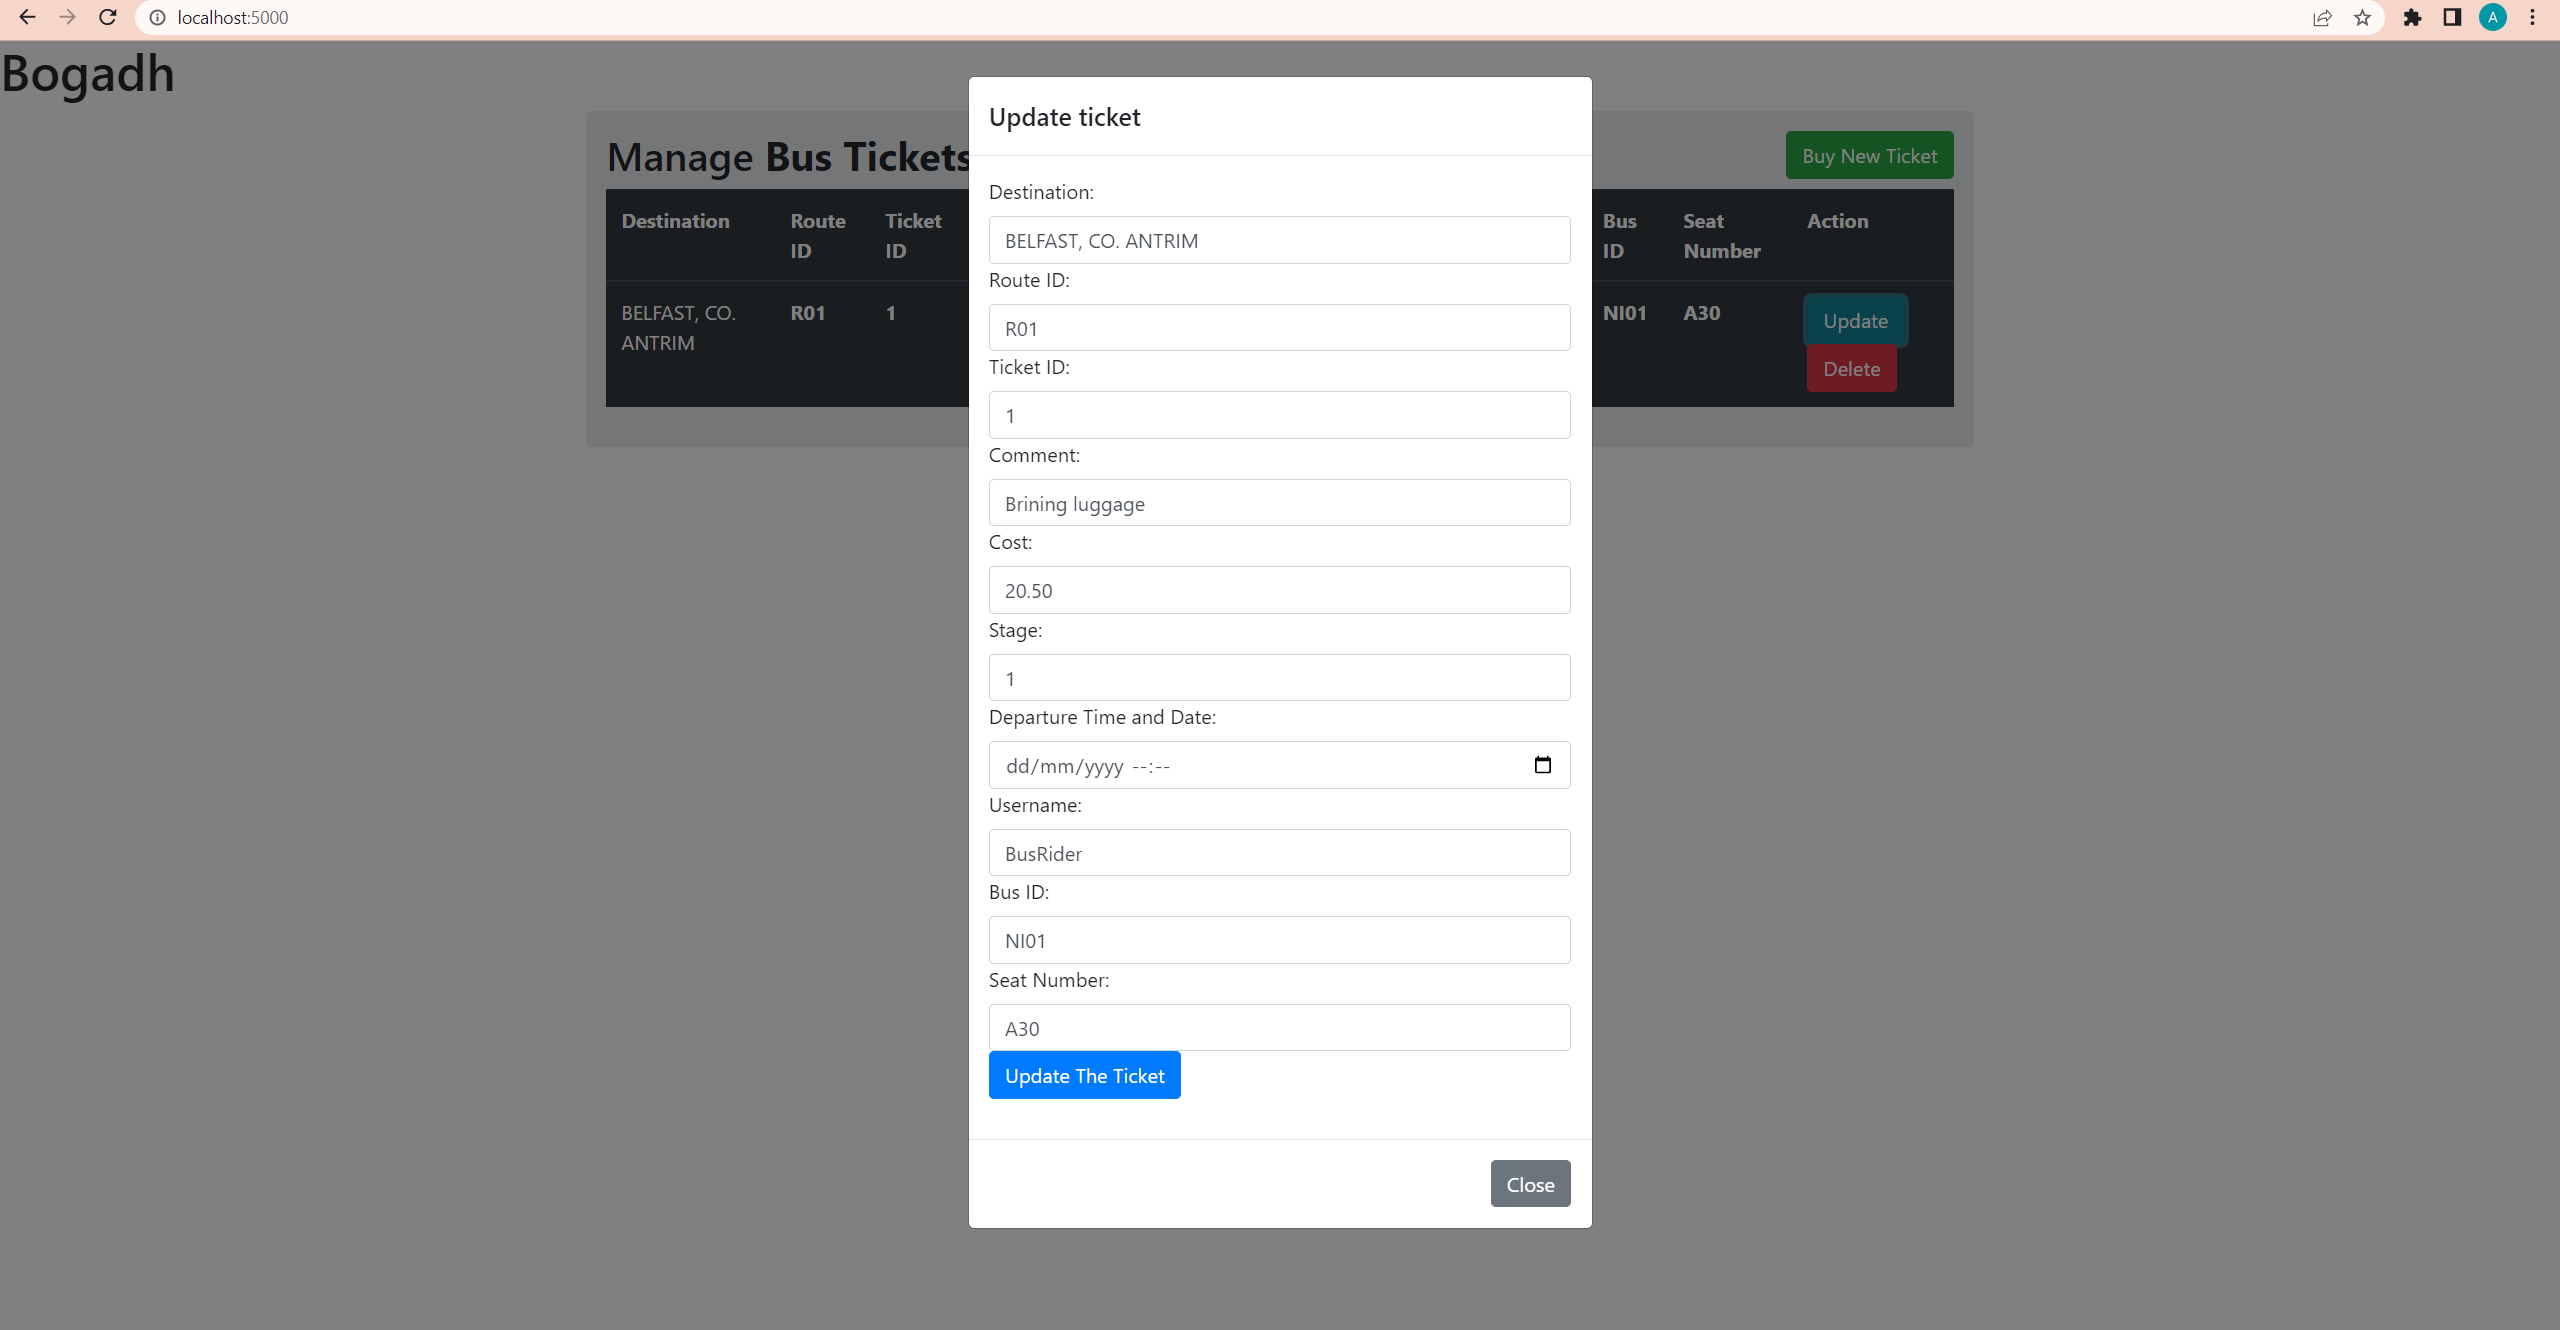 localhost:5000
A
Bogadh
Manage Bus Tickets
Buy New Ticket
Destination Route ID Ticket ID Bus ID Seat Number Action
BELFAST, CO. ANTRIM R01 1 NI01 A30 Update
Delete
Update ticket
Destination:
BELFAST, CO. ANTRIM
Route ID:
R01
Ticket ID:
1
Comment:
Brining luggage
Cost:
20.50
Stage:
1
Departure Time and Date:
dd/mm/yyyy --:--
Username:
BusRider
Bus ID:
NI01
Seat Number:
A30
Update The Ticket
Close